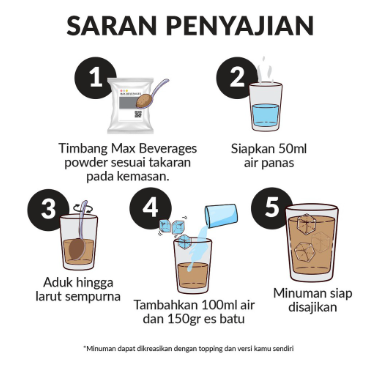 SARAN PENYAJIAN
1
Timbang Max Beverages
powder sesuai takaran
pada kemasan.
2
Siapkan 50ml
air panas
3
Aduk hingga
larut sempurna
4
Tambahkan 100ml air
dan 150gr es batu
5
Minuman siap
disajikan
*Minuman dapat dikreasikan dengan topping dan versi kamu sendiri